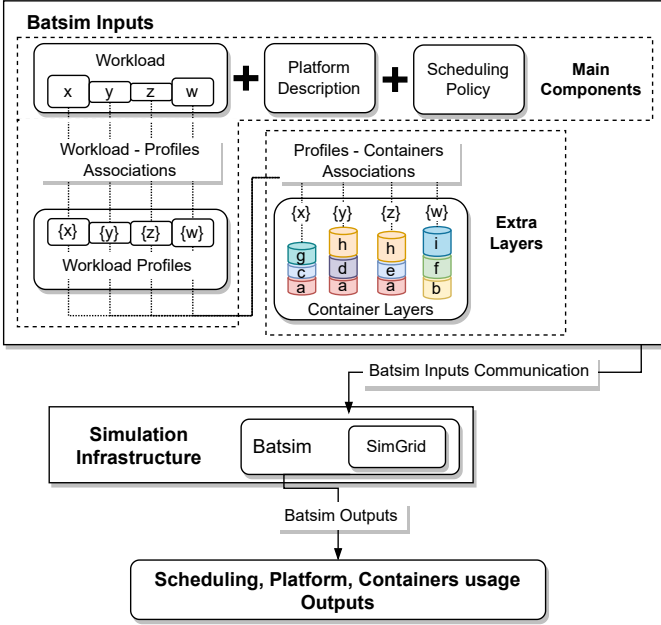 Batsim Inputs
Workload
x y z w
+
Platform
Description
+
Scheduling
Policy
Main
Components
Workload - Profiles
Associations
{x} {y} {z} {w}
Workload Profiles
Profiles - Containers
Associations
{x} {y} {z} {w}
g h h i
c d e f
a a a b
Container Layers
Extra
Layers
Batsim Inputs Communication
Simulation
Infrastructure
Batsim
SimGrid
Batsim Outputs
Scheduling, Platform, Containers usage
Outputs